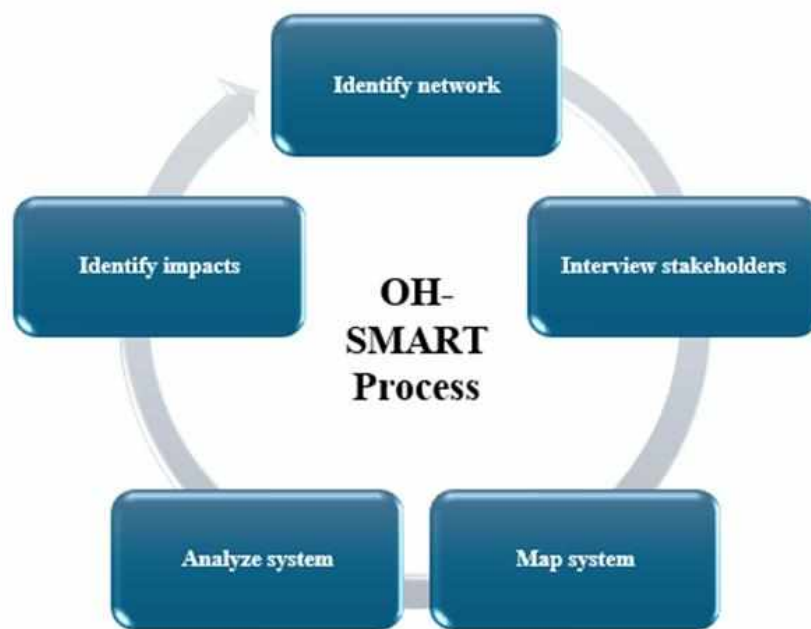 Identify network
Interview stakeholders
Map system
Analyze system
Identify impacts
OH-
SMART
Process